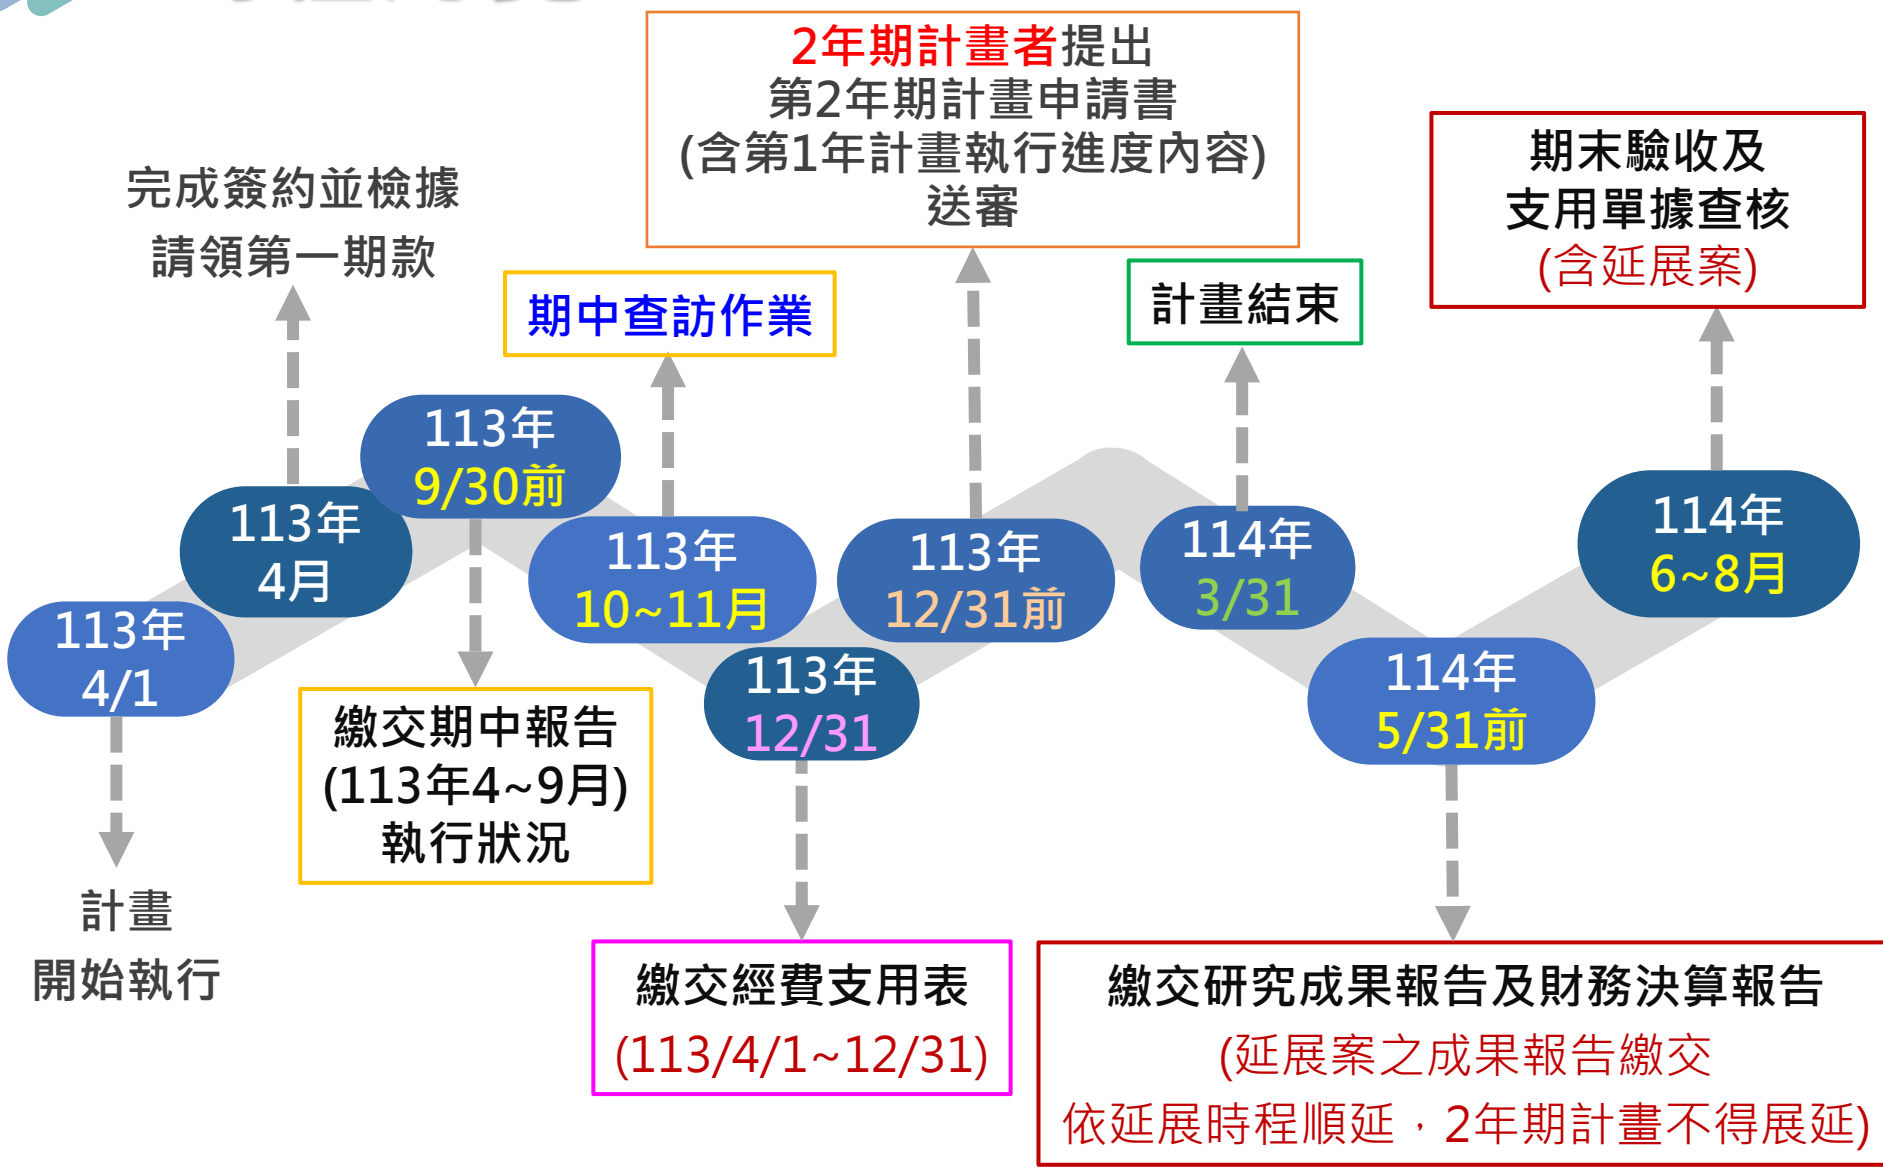 2年期計畫者提出
第2年期計畫申請書
(含第1年計畫執行進度內容)
送審
期末驗收及
支用單據查核
(含延展案)
完成簽約並檢據
請領第一期款
期中查訪作業
計畫結束
113年
9/30前
113年
4月
113年
10~11月
113年
12/31前
114年
3/31
114年
6~8月
113年
4/1
113年
12/31
114年
5/31前
繳交期中報告
(113年4~9月)
執行狀況
計畫
開始執行
繳交經費支用表
(113/4/1~12/31)
繳交研究成果報告及財務決算報告
(延展案之成果報告繳交
依延展時程順延，2年期計畫不得展延)